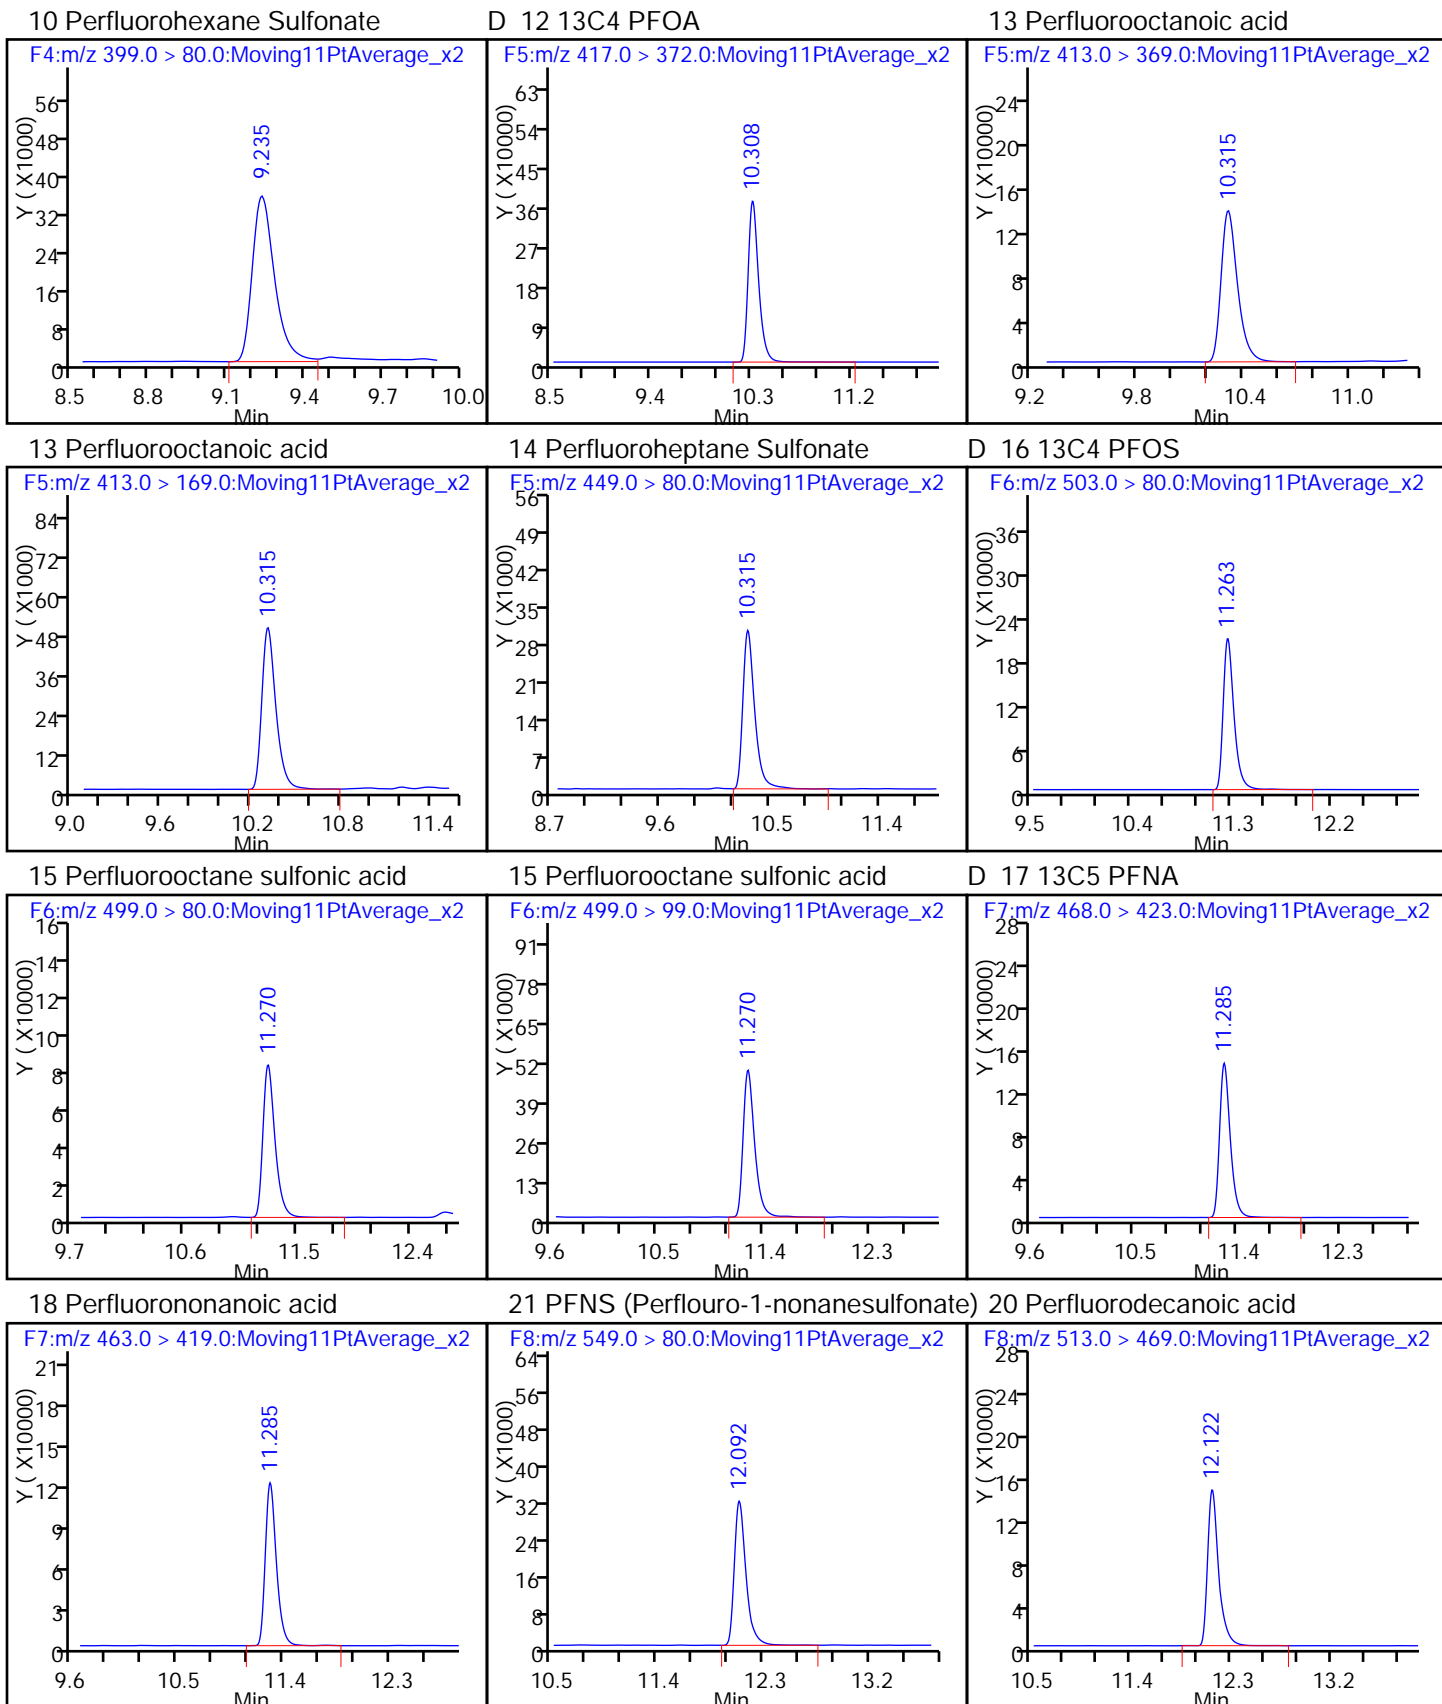 10 Perfluorohexane Sulfonate
F4:m/z 399.0 > 80.0:Moving11PtAverage_x2
Y ( X10000)
56
48
40
32
24
16
8
0
9.235
8.5 8.8 9.1 9.4 9.7 10.0
Min
D 12 13C4 PFOA
F5:m/z 417.0 > 372.0:Moving11PtAverage_x2
Y ( X10000)
63
54
45
36
27
18
9
0
10.308
8.5 9.4 10.3 11.2
Min
13 Perfluorooctanoic acid
F5:m/z 413.0 > 369.0:Moving11PtAverage_x2
Y ( X10000)
24
20
16
12
8
4
0
10.315
9.2 9.8 10.4 11.0
Min
13 Perfluorooctanoic acid
F5:m/z 413.0 > 169.0:Moving11PtAverage_x2
Y ( X1000)
84
72
60
48
36
24
12
0
10.315
9.0 9.6 10.2 10.8 11.4
Min
14 Perfluoroheptane Sulfonate
F5:m/z 449.0 > 80.0:Moving11PtAverage_x2
Y ( X1000)
56
49
42
35
28
21
14
7
0
10.315
8.7 9.6 10.5 11.4
Min
D 16 13C4 PFOS
F6:m/z 503.0 > 80.0:Moving11PtAverage_x2
Y ( X10000)
36
30
24
18
12
6
0
11.263
9.5 10.4 11.3 12.2
Min
15 Perfluorooctane sulfonic acid
F6:m/z 499.0 > 80.0:Moving11PtAverage_x2
Y ( X10000)
16
14
12
10
8
6
4
2
0
11.270
9.7 10.6 11.5 12.4
Min
15 Perfluorooctane sulfonic acid
F6:m/z 499.0 > 99.0:Moving11PtAverage_x2
Y ( X1000)
91
78
65
52
39
26
13
0
11.270
9.6 10.5 11.4 12.3
Min
D 17 13C5 PFNA
F7:m/z 468.0 > 423.0:Moving11PtAverage_x2
Y ( X10000)
28
24
20
16
12
8
4
0
11.285
9.6 10.5 11.4 12.3
Min
18 Perfluorononanoic acid
F7:m/z 463.0 > 419.0:Moving11PtAverage_x2
Y ( X10000)
21
18
15
12
9
6
3
0
11.285
9.6 10.5 11.4 12.3
Min
21 PFNS (Perflouro-1-nonanesulfonate)
F8:m/z 549.0 > 80.0:Moving11PtAverage_x2
Y ( X1000)
64
56
48
40
32
24
16
8
0
12.092
10.5 11.4 12.3 13.2
Min
20 Perfluorodecanoic acid
F8:m/z 513.0 > 469.0:Moving11PtAverage_x2
Y ( X10000)
28
24
20
16
12
8
4
0
12.122
10.5 11.4 12.3 13.2
Min